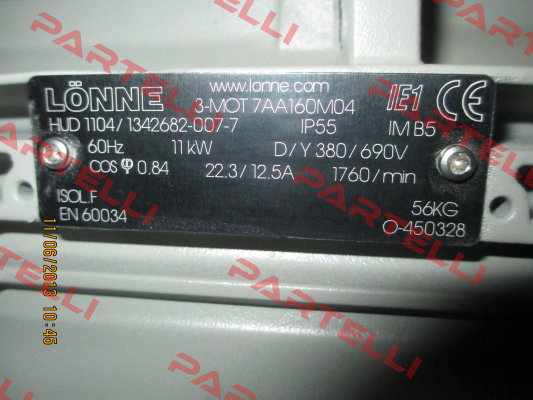 LÖNNE
www.lonne.com
IE1 CE
3-MOT 7AA160M04
HUD 1104 / 1342682-007-7 IP55 IM B5
60Hz 11 kW D / Y 380 / 690V
COS φ 0.84 22.3 / 12.5A 1760 / min
ISOL.F 56KG
EN 60034 O-450328
11/06/2013 10:45
PARTELLI
PARTELLI
PARTELLI
PARTELLI
PARTELLI